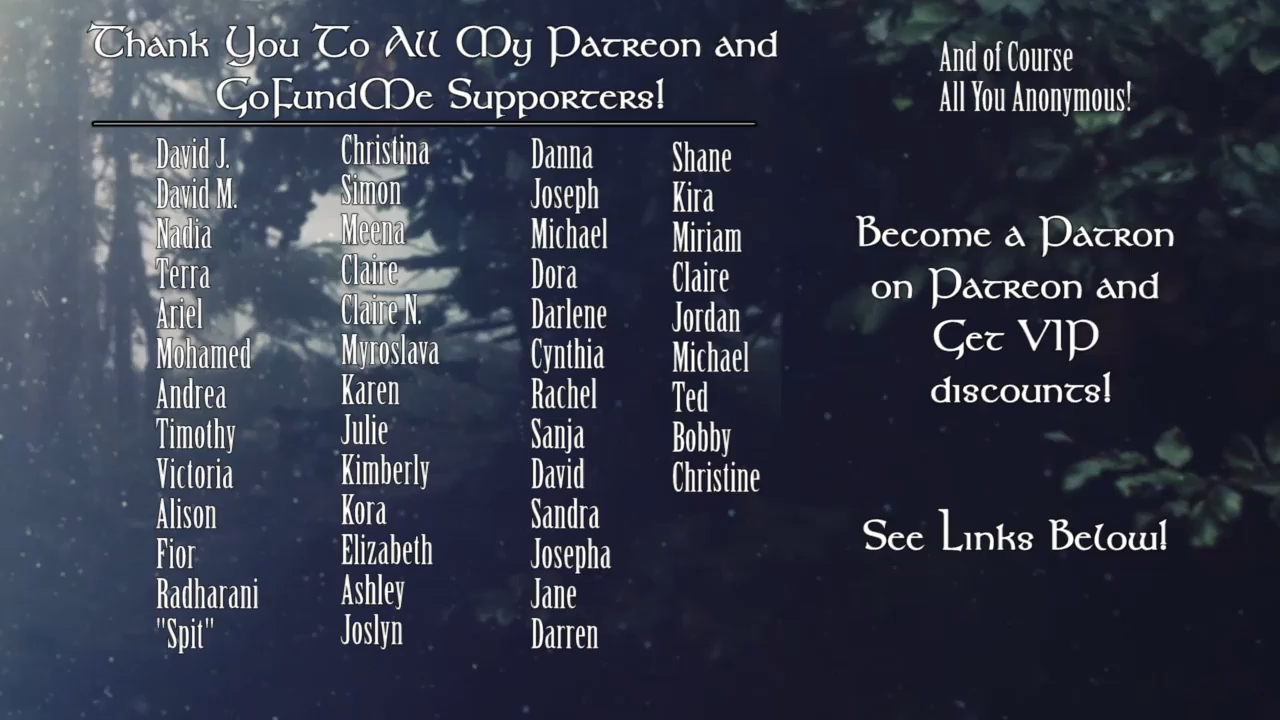 Thank You To All My Patreon and
GoFundMe Supporters!
David J.
David M.
Nadia
Terra
Ariel
Mohamed
Andrea
Timothy
Victoria
Alison
Fior
Radharani
"Spit"
Christina
Simon
Meena
Claire
Claire N.
Myroslava
Karen
Julie
Kimberly
Kora
Elizabeth
Ashley
Joslyn
Danna
Joseph
Michael
Dora
Darlene
Cynthia
Rachel
Sanja
David
Sandra
Josepha
Jane
Darren
Shane
Kira
Miriam
Claire
Jordan
Michael
Ted
Bobby
Christine
And of Course
All You Anonymous!
Become a Patron
on Patreon and
Get VIP
discounts!
See Links Below!